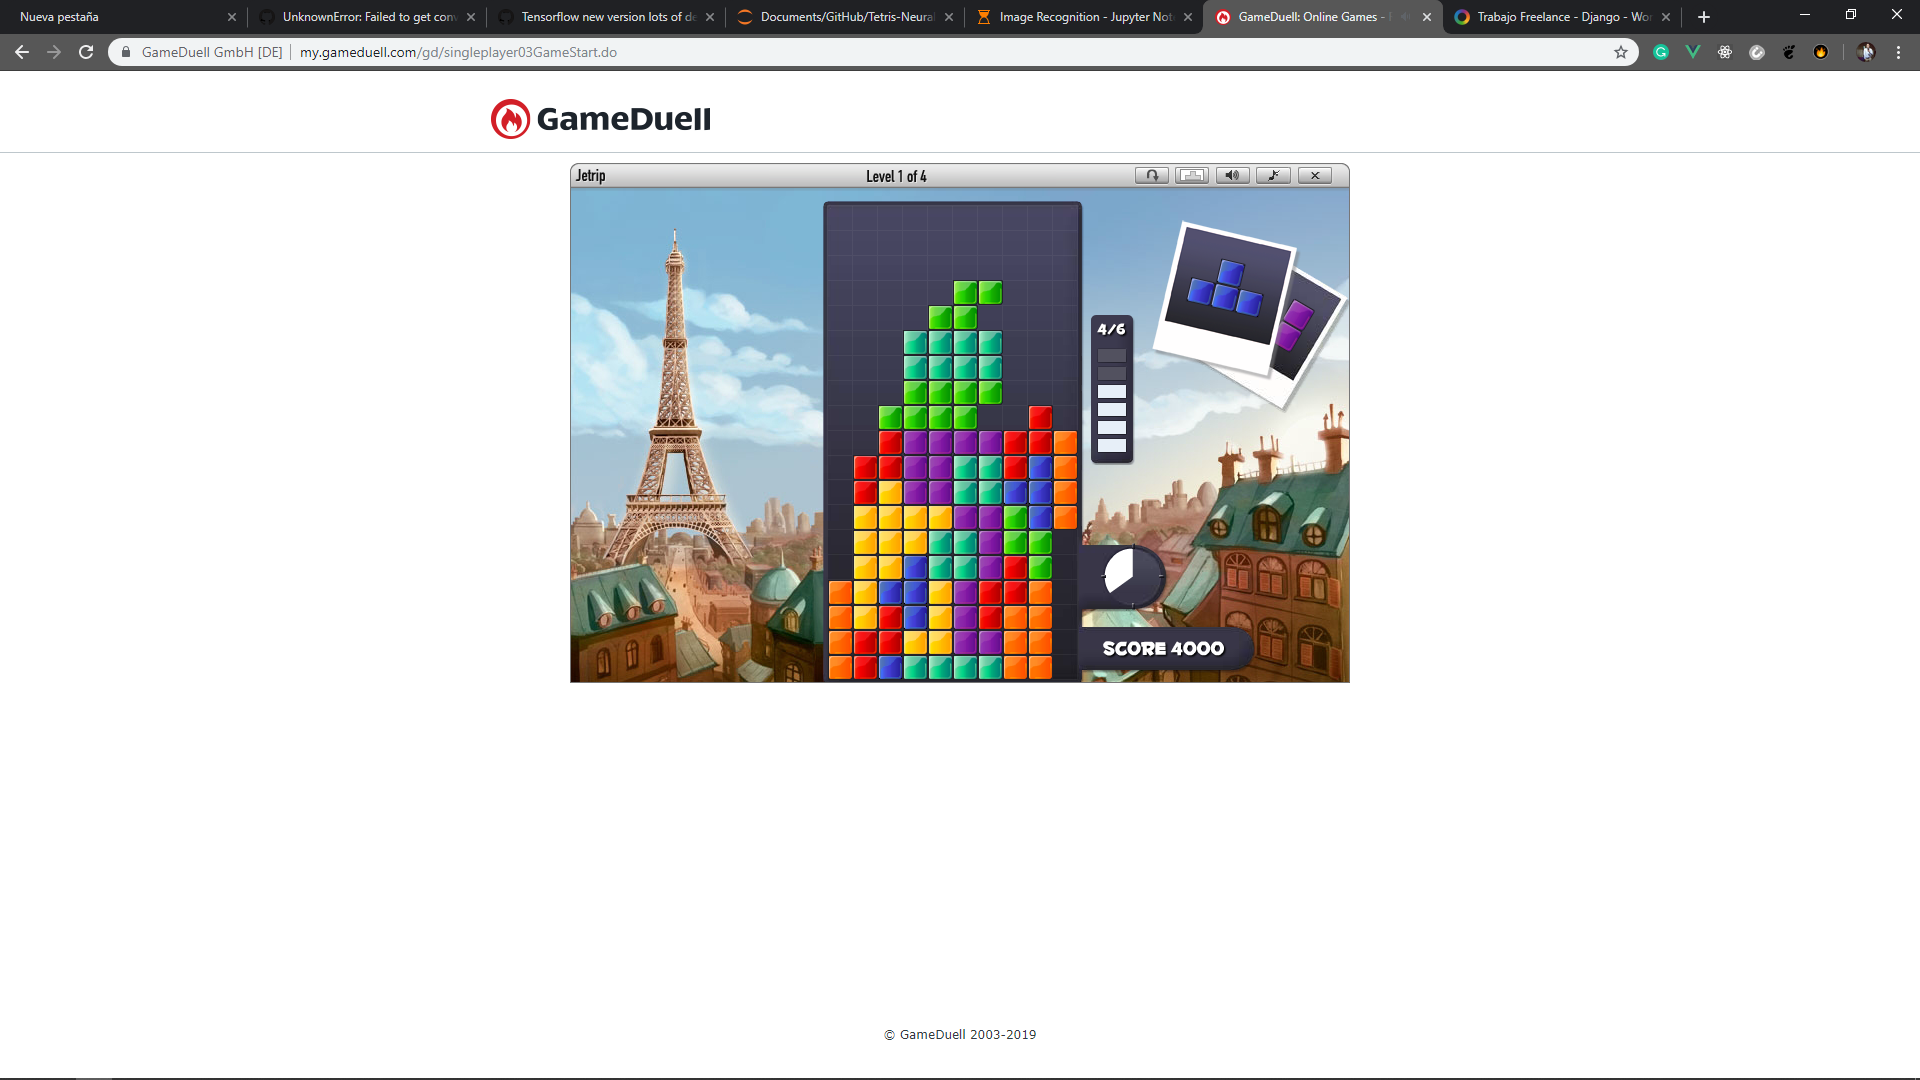 Nueva pestaña
UnknownError: Failed to get con
Tensorflow new version lots of de
Documents/GitHub/Tetris-Neura
Image Recognition - Jupyter Not
GameDuell: Online Games -
Trabajo Freelance - Django - Wo
GameDuell GmbH [DE] my.gameduell.com/gd/singleplayer03GameStart.do
GameDuell
Jetrip
Level 1 of 4
4/6
SCORE 4000
© GameDuell 2003-2019